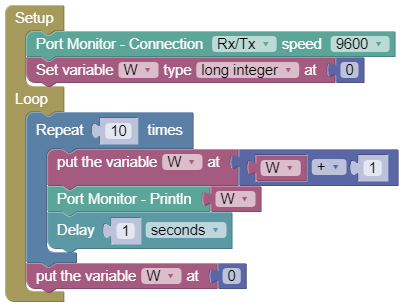 Setup
Port Monitor - Connection Rx/Tx speed 9600
Set variable W type long integer at 0
Loop
Repeat 10 times
put the variable W at W + 1
Port Monitor - Println W
Delay 1 seconds
put the variable W at 0